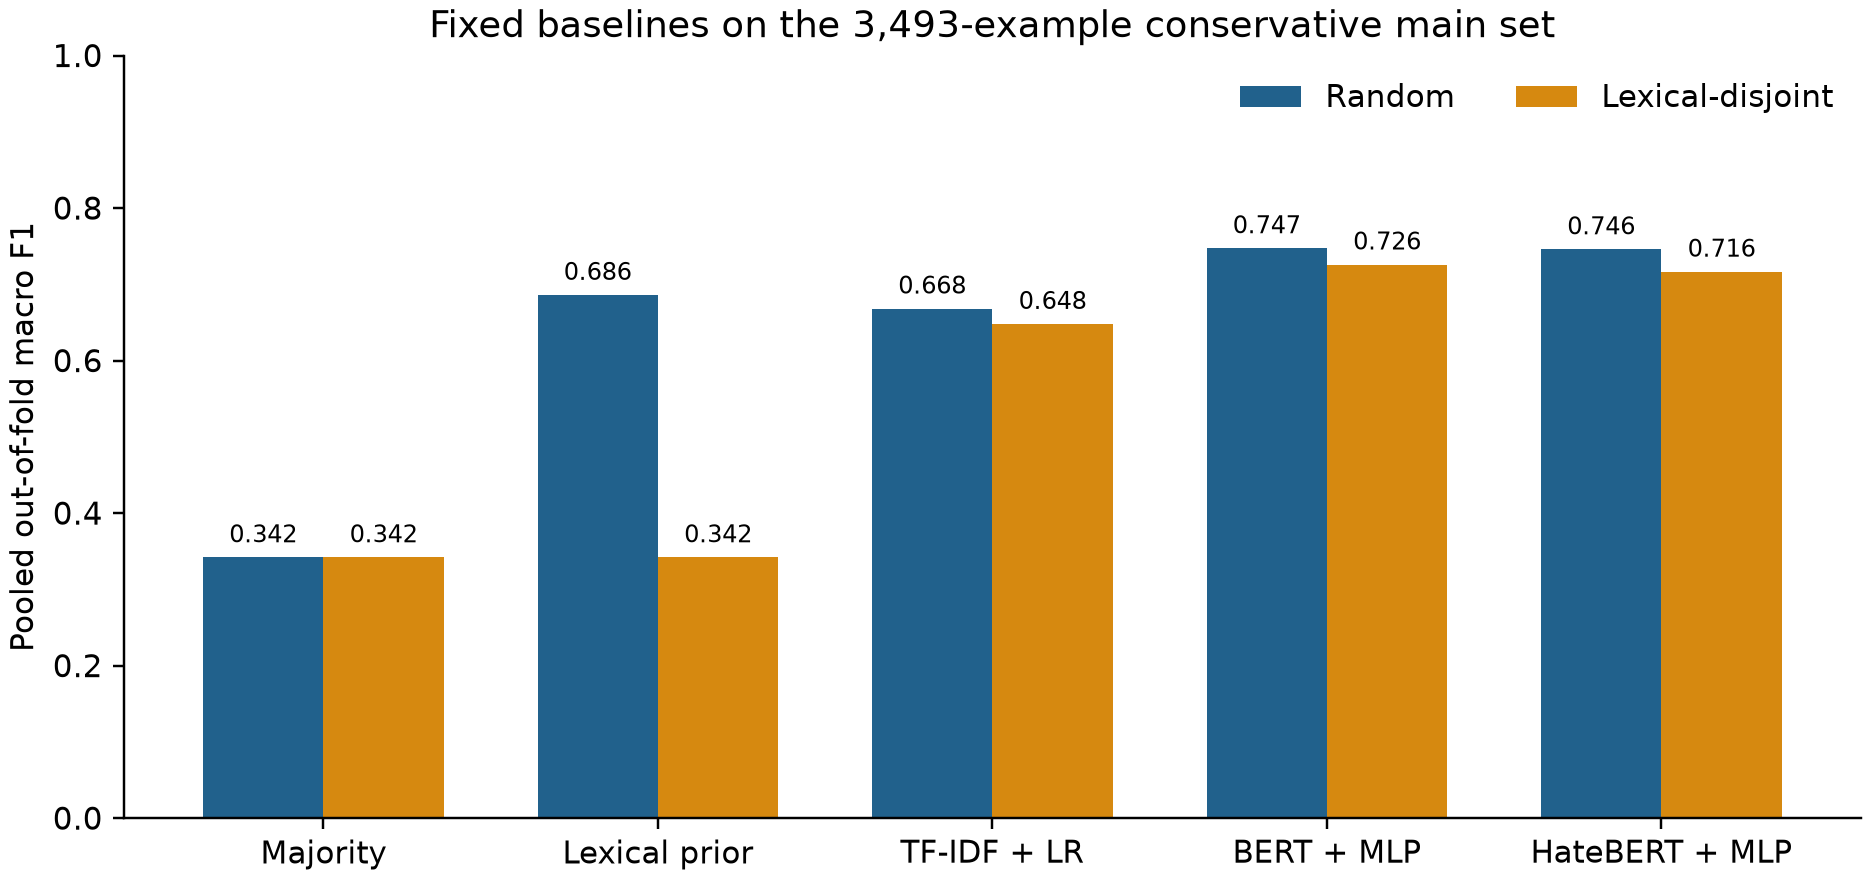 Fixed baselines on the 3,493-example conservative main set
Random
Lexical-disjoint
Pooled out-of-fold macro F1
1.0
0.8
0.6
0.4
0.2
0.0
0.342
0.342
0.686
0.342
0.668
0.648
0.747
0.726
0.746
0.716
Majority
Lexical prior
TF-IDF + LR
BERT + MLP
HateBERT + MLP